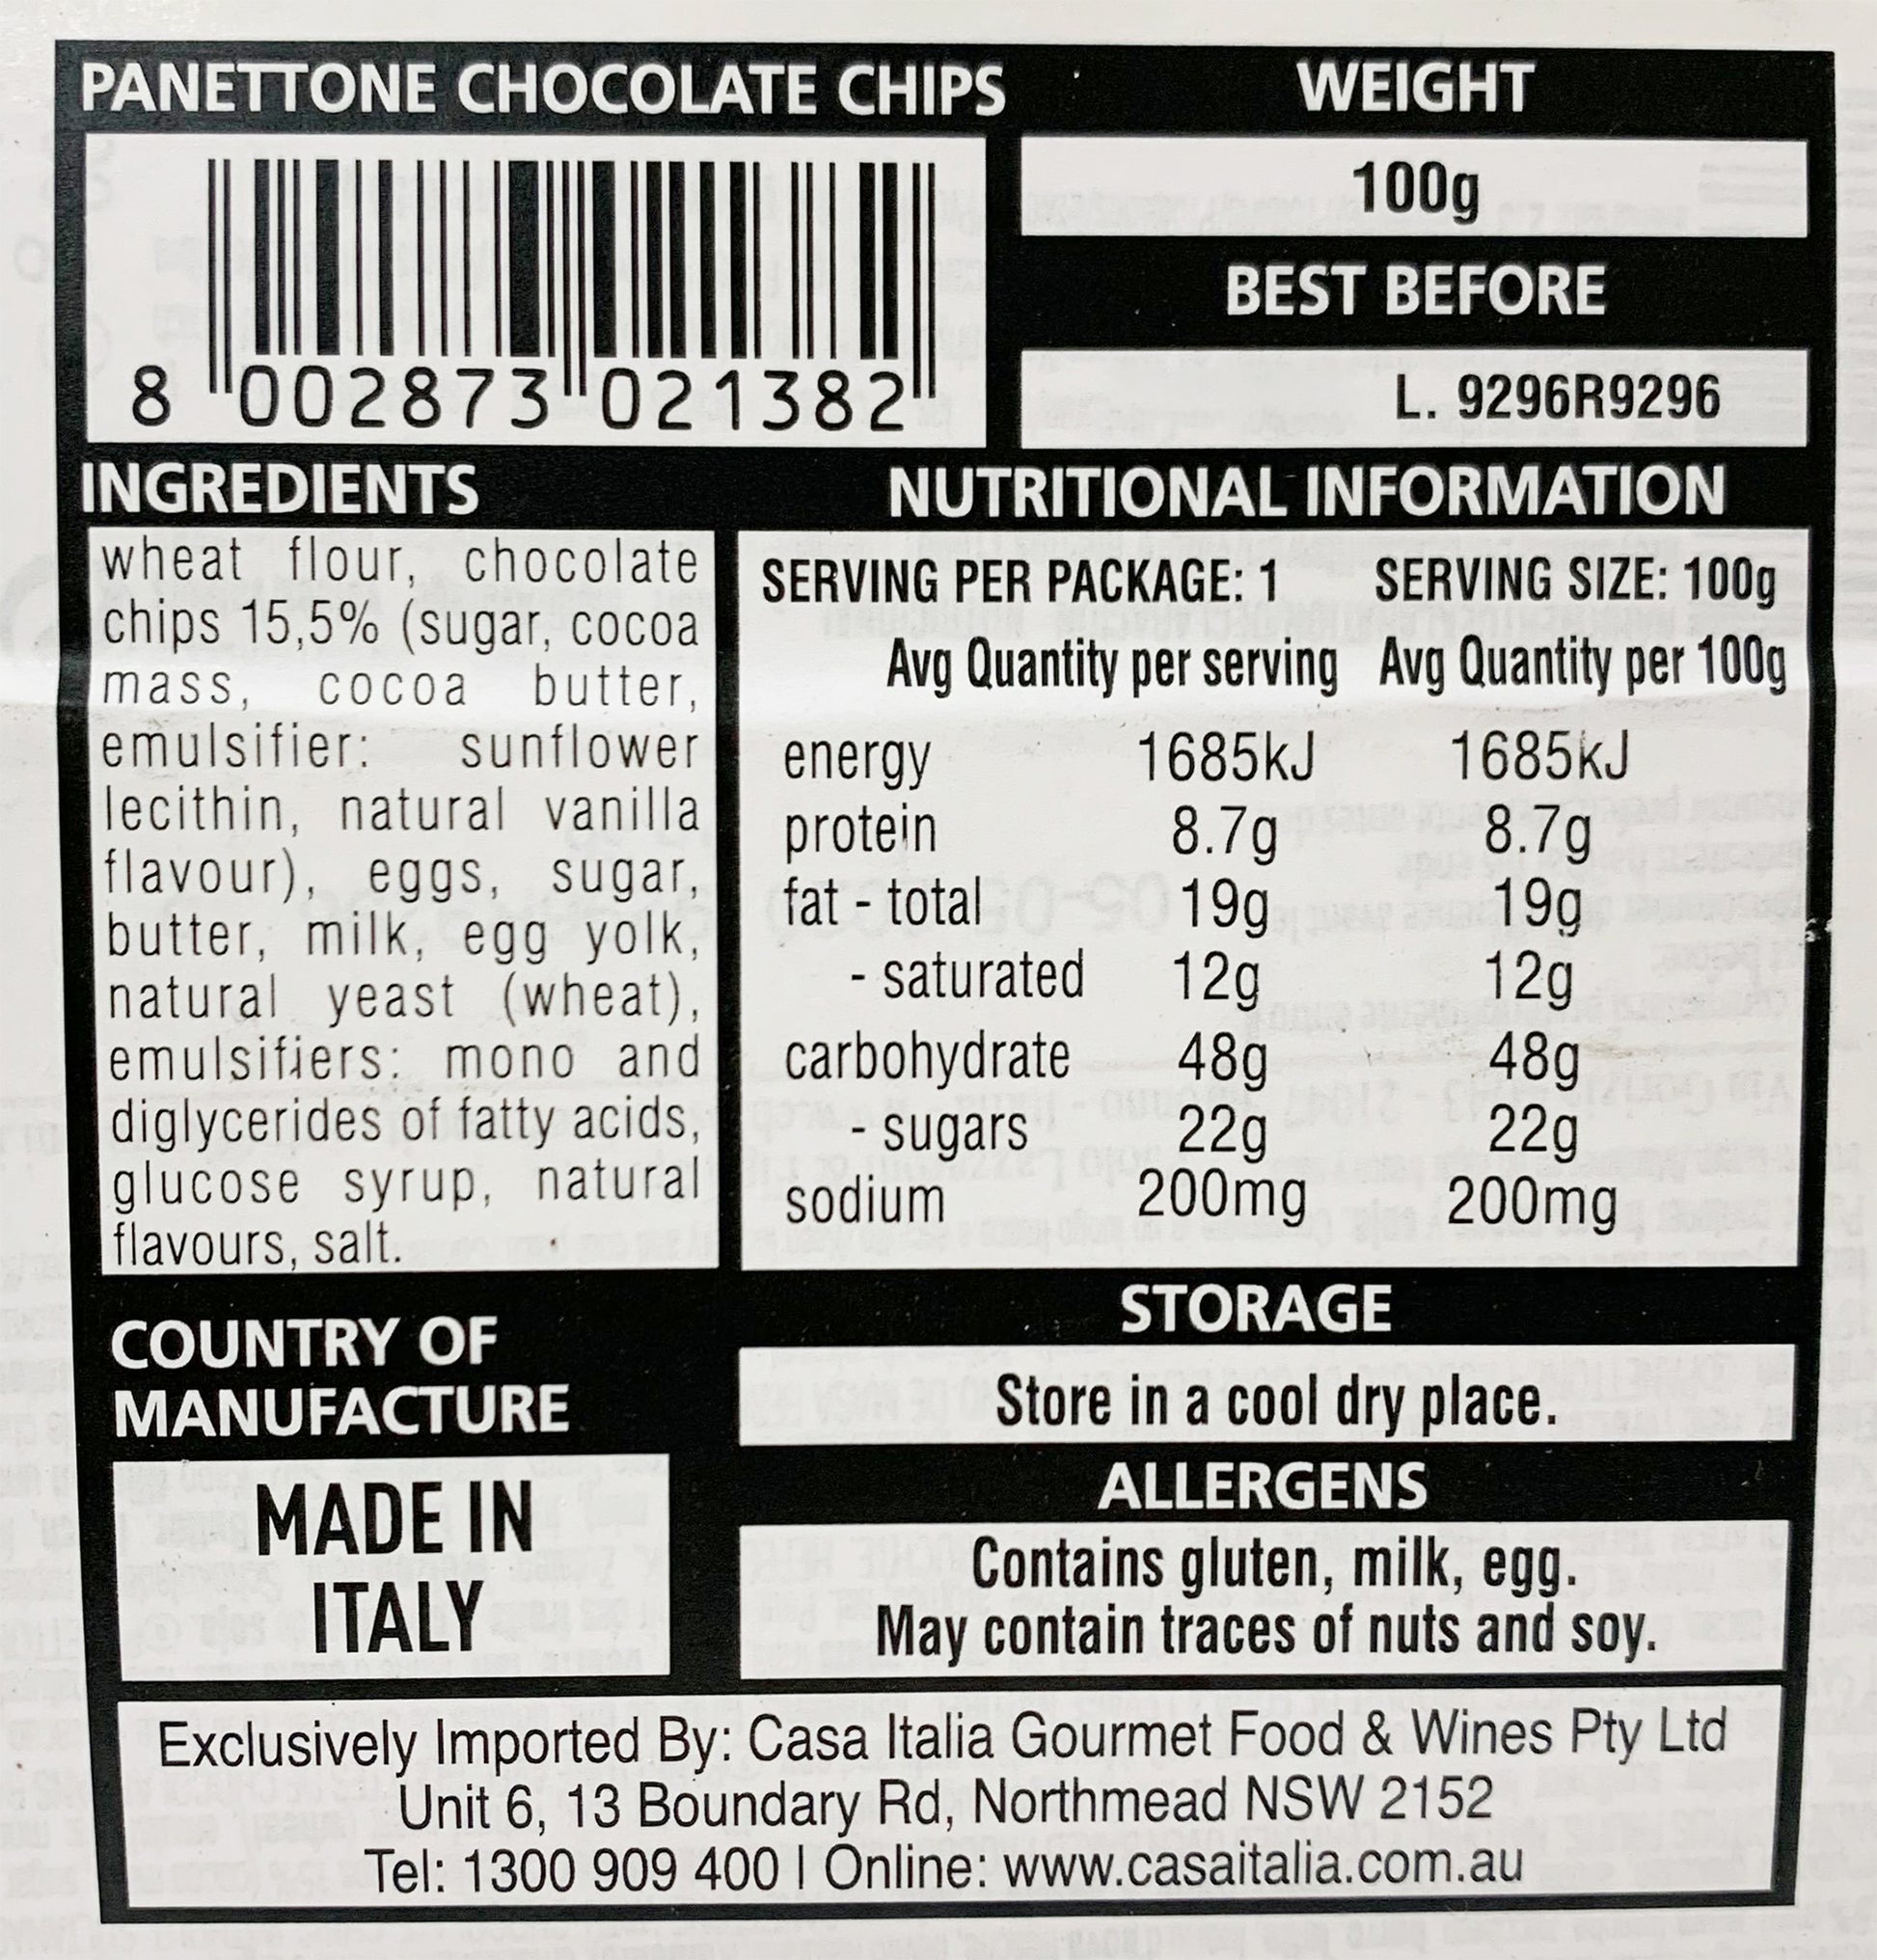 PANETTONE CHOCOLATE CHIPS
WEIGHT
100g
BEST BEFORE
L. 9296R9296
8 002873 021382
INGREDIENTS
wheat flour, chocolate
chips 15,5% (sugar, cocoa
mass, cocoa butter,
emulsifier: sunflower
lecithin, natural vanilla
flavour), eggs, sugar,
butter, milk, egg yolk,
natural yeast (wheat),
emulsifiers: mono and
diglycerides of fatty acids,
glucose syrup, natural
flavours, salt.
NUTRITIONAL INFORMATION
SERVING PER PACKAGE: 1 SERVING SIZE: 100g
Avg Quantity per serving Avg Quantity per 100g
energy 1685kJ 1685kJ
protein 8.7g 8.7g
fat - total 19g 19g
- saturated 12g 12g
carbohydrate 48g 48g
- sugars 22g 22g
sodium 200mg 200mg
COUNTRY OF
MANUFACTURE
MADE IN
ITALY
STORAGE
Store in a cool dry place.
ALLERGENS
Contains gluten, milk, egg.
May contain traces of nuts and soy.
Exclusively Imported By: Casa Italia Gourmet Food & Wines Pty Ltd
Unit 6, 13 Boundary Rd, Northmead NSW 2152
Tel: 1300 909 400 | Online: www.casaitalia.com.au